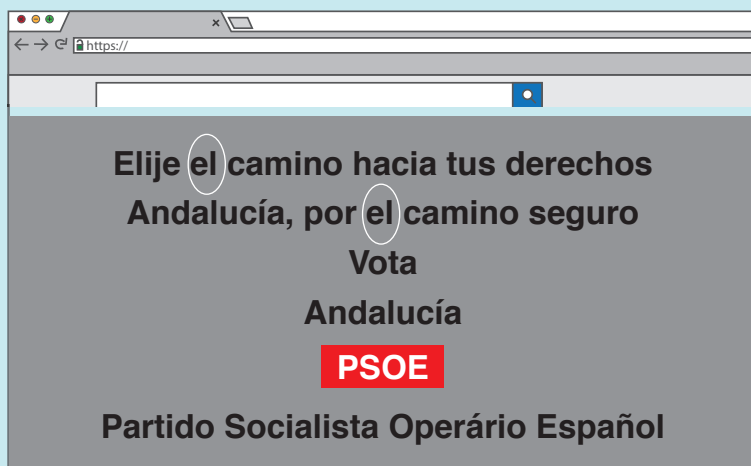 https://
Elije el camino hacia tus derechos
Andalucía, por el camino seguro
Vota
Andalucía
PSOE
Partido Socialista Operário Español